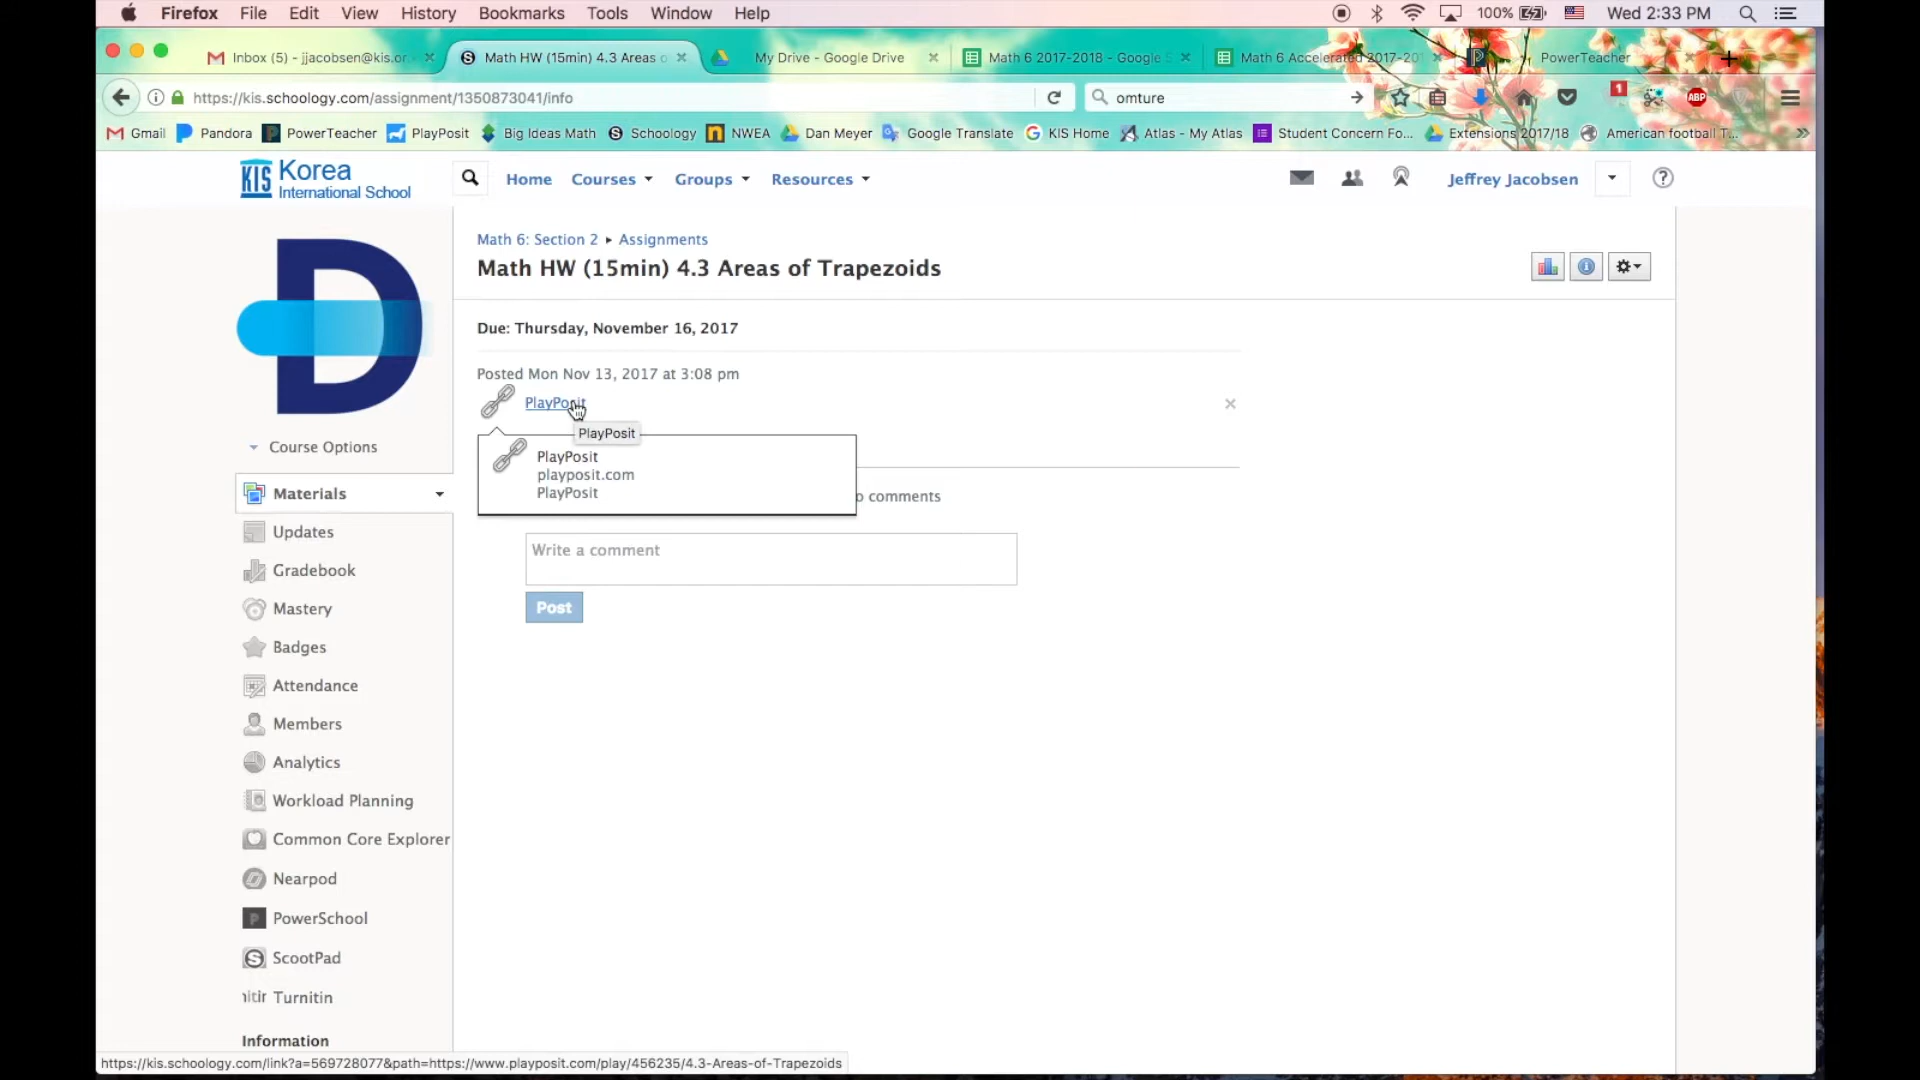 Firefox File Edit View History Bookmarks Tools Window Help 100% Wed 2:33 PM
Inbox (5) - jjacobsen@kis.or Math HW (15min) 4.3 Areas o My Drive - Google Drive Math 6 2017-2018 - Google S Math 6 Accelerated 2017-201 PowerTeacher
https://kis.schoology.com/assignment/1350873041/info omture 1 ABP
Gmail Pandora PowerTeacher PlayPosit Big Ideas Math Schoology NWEA Dan Meyer Google Translate KIS Home Atlas - My Atlas Student Concern Fo... Extensions 2017/18 American football T...
KIS Korea International School
Home Courses Groups Resources Jeffrey Jacobsen
Math 6: Section 2 ▸ Assignments
Math HW (15min) 4.3 Areas of Trapezoids
Due: Thursday, November 16, 2017
Posted Mon Nov 13, 2017 at 3:08 pm
PlayPosit
PlayPosit
PlayPosit
playposit.com
PlayPosit
comments
Write a comment
Post
D
Course Options
Materials
Updates
Gradebook
Mastery
Badges
Attendance
Members
Analytics
Workload Planning
Common Core Explorer
Nearpod
PowerSchool
ScootPad
Turnitin
Information
https://kis.schoology.com/link?a=569728077&path=https://www.playposit.com/play/456235/4.3-Areas-of-Trapezoids